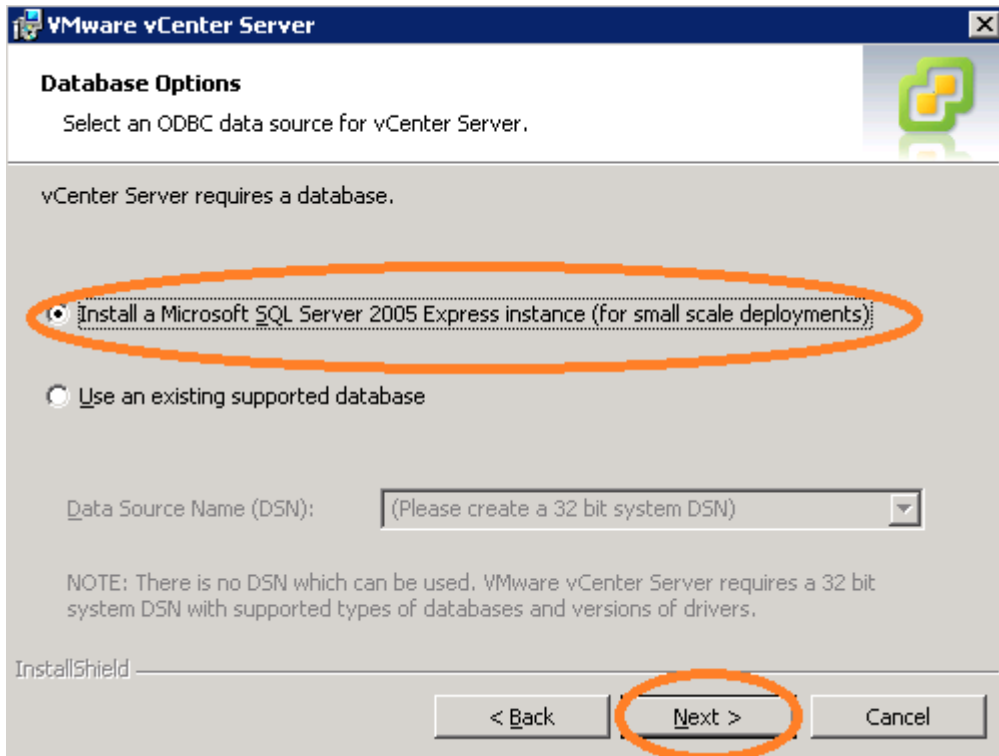 VMware vCenter Server
Database Options
Select an ODBC data source for vCenter Server.
vCenter Server requires a database.
Install a Microsoft SQL Server 2005 Express instance (for small scale deployments)
Use an existing supported database
Data Source Name (DSN): (Please create a 32 bit system DSN)
NOTE: There is no DSN which can be used. VMware vCenter Server requires a 32 bit
system DSN with supported types of databases and versions of drivers.
InstallShield
< Back Next > Cancel